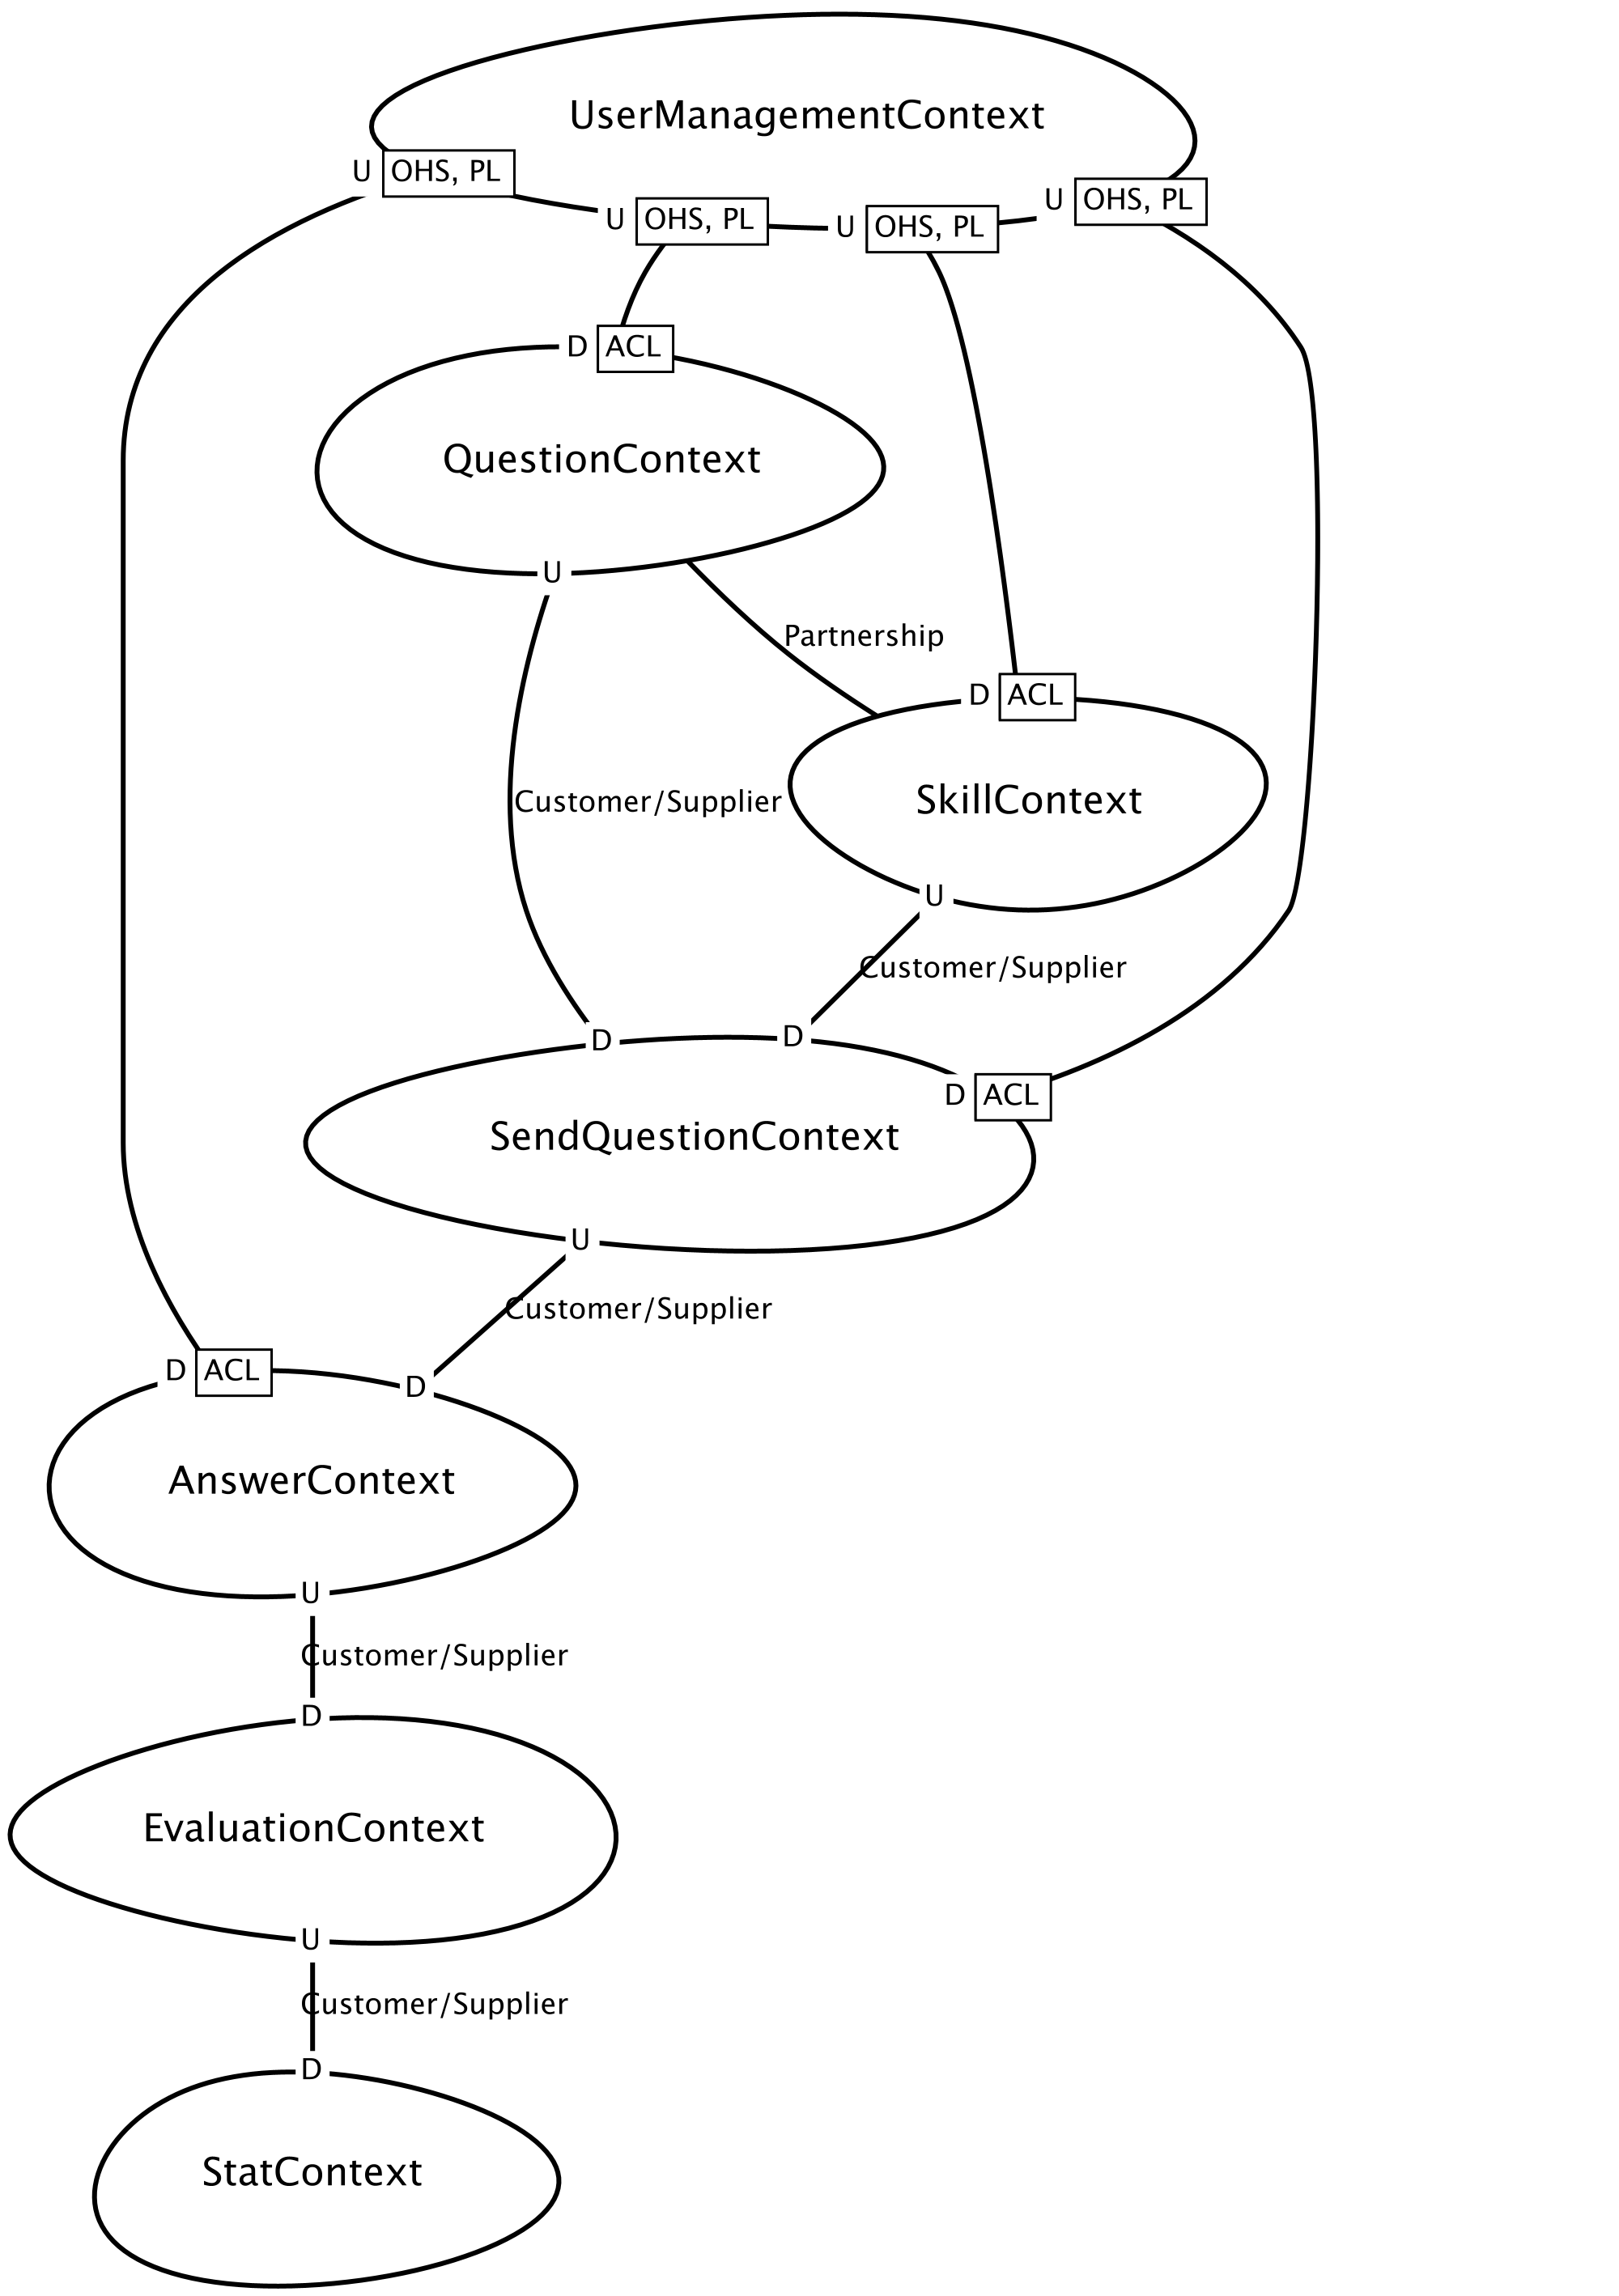 UserManagementContext
U OHS, PL
U OHS, PL
U OHS, PL
U OHS, PL
D ACL
QuestionContext
U
Partnership
D ACL
Customer/Supplier
SkillContext
U
Customer/Supplier
D
D
D ACL
SendQuestionContext
U
Customer/Supplier
D ACL
D
AnswerContext
U
Customer/Supplier
D
EvaluationContext
U
Customer/Supplier
D
StatContext